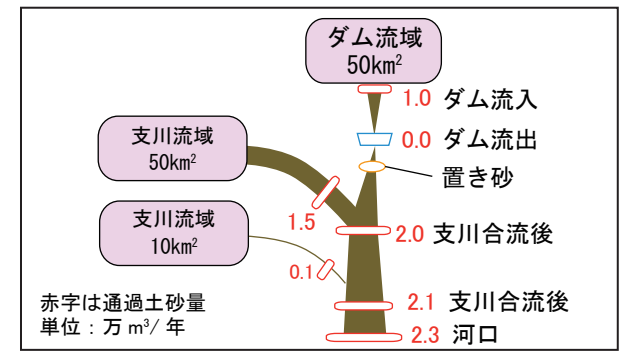 ダム流域
50km²
1.0 ダム流入
0.0 ダム流出
置き砂
支川流域
50km²
1.5
2.0 支川合流後
支川流域
10km²
0.1
2.1 支川合流後
2.3 河口
赤字は通過土砂量
単位：万 m³/ 年